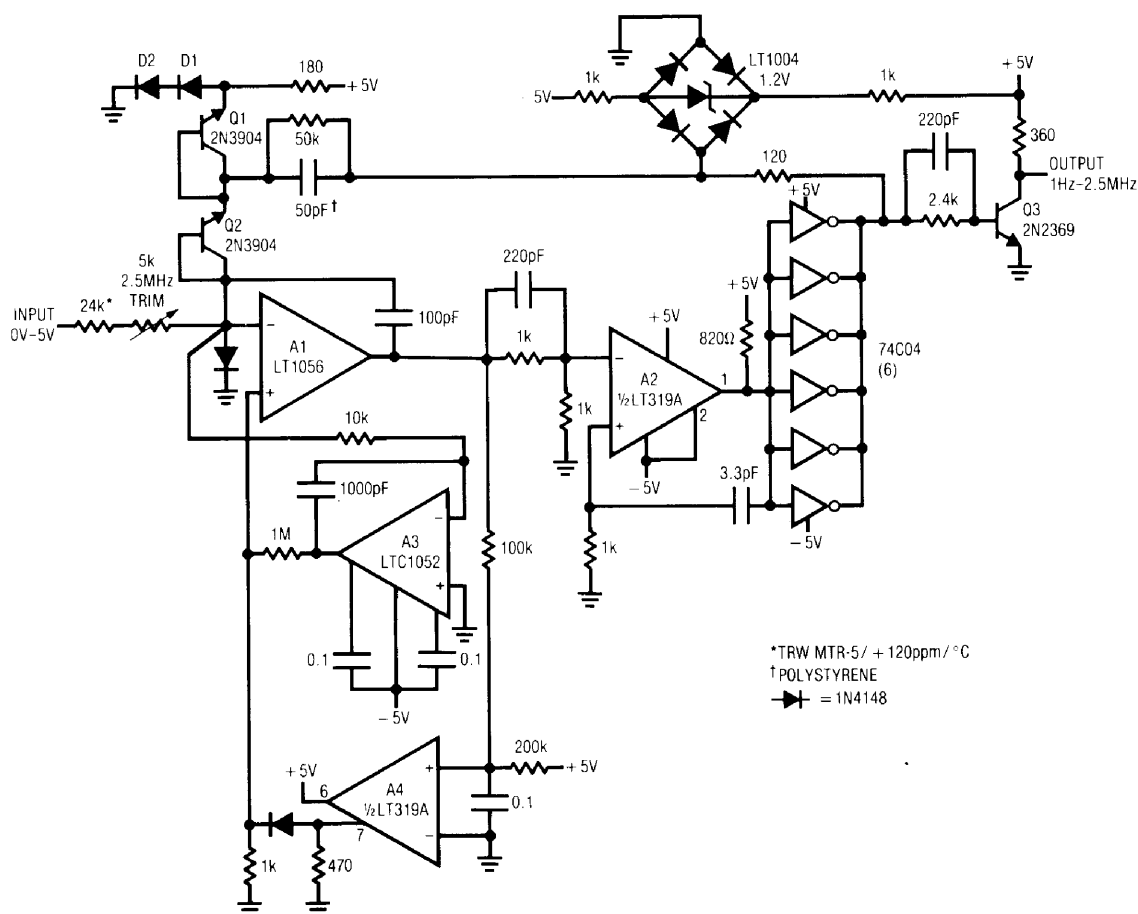 D2
D1
180
+5V
Q1
2N3904
50k
50pF†
Q2
2N3904
5k
2.5MHz
TRIM
INPUT
0V–5V
24k*
A1
LT1056
100pF
10k
1000pF
1M
A3
LTC1052
0.1
0.1
–5V
+5V
6
A4
½LT319A
7
1k
470
100k
200k
+5V
0.1
220pF
1k
1k
+5V
A2
½LT319A
1
2
–5V
+5V
820Ω
3.3pF
1k
1k
5V
LT1004
1.2V
1k
+5V
360
120
220pF
2.4k
OUTPUT
1Hz–2.5MHz
Q3
2N2369
+5V
74C04
(6)
–5V
*TRW MTR-5/ +120ppm/°C
†POLYSTYRENE
= 1N4148
–
+
–
+
–
+
+
–